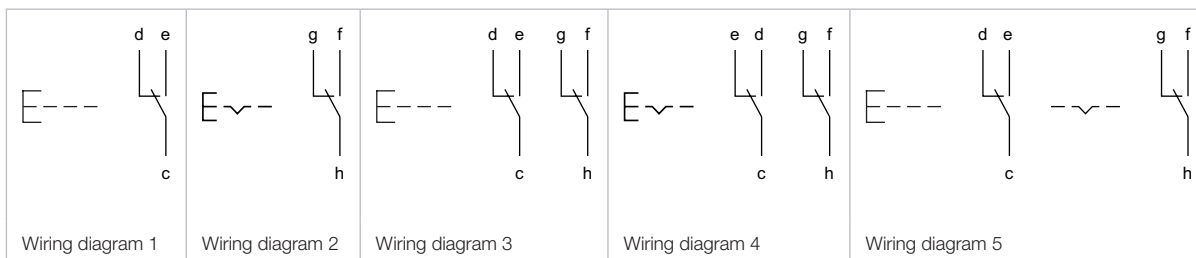 d e
c
Wiring diagram 1
g f
h
Wiring diagram 2
d e g f
c h
Wiring diagram 3
e d g f
c h
Wiring diagram 4
d e g f
c h
Wiring diagram 5